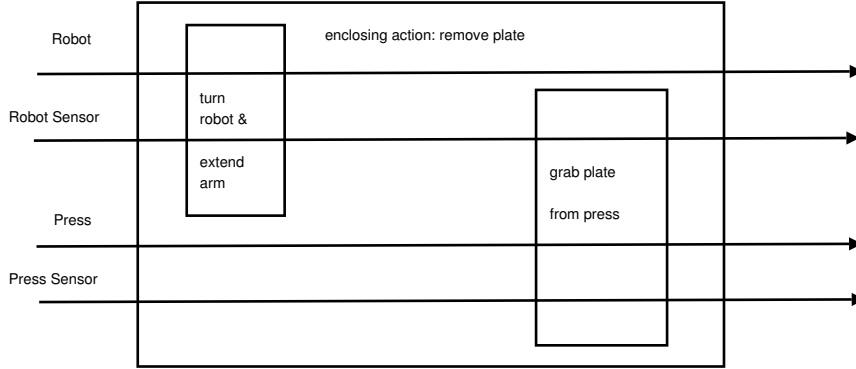 Robot
enclosing action: remove plate
turn
robot &
Robot Sensor
extend
arm
grab plate
from press
Press
Press Sensor